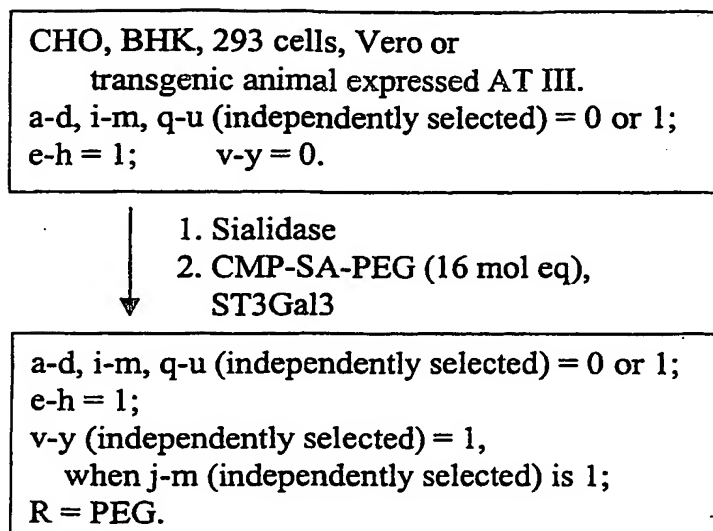 CHO, BHK, 293 cells, Vero or
transgenic animal expressed AT III.
a-d, i-m, q-u (independently selected) = 0 or 1;
e-h = 1; v-y = 0.
1. Sialidase
2. CMP-SA-PEG (16 mol eq),
ST3Gal3
a-d, i-m, q-u (independently selected) = 0 or 1;
e-h = 1;
v-y (independently selected) = 1,
when j-m (independently selected) is 1;
R = PEG.